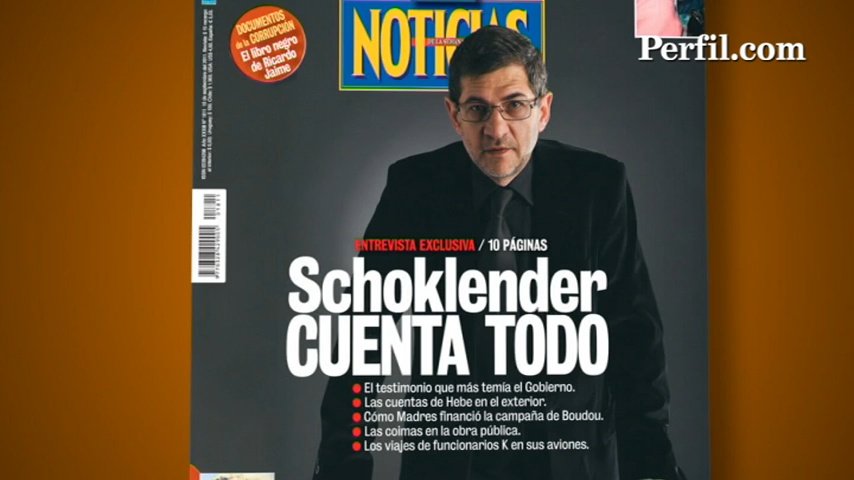 DOCUMENTOS
de la CORRUPCIÓN
El libro negro
de Ricardo
Jaime
NOTICIAS
Perfil.com
ENTREVISTA EXCLUSIVA / 10 PÁGINAS
Schoklender
CUENTA TODO
El testimonio que más temía el Gobierno.
Las cuentas de Hebe en el exterior.
Cómo Madres financió la campaña de Boudou.
Las coimas en la obra pública.
Los viajes de funcionarios K en sus aviones.